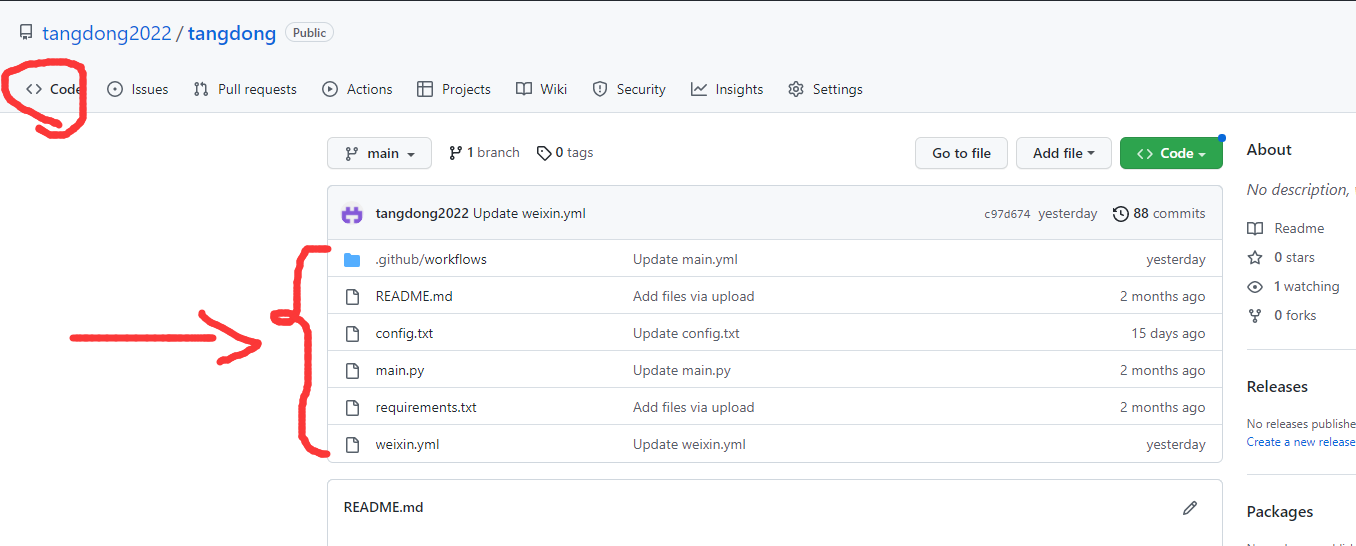 tangdong2022 / tangdong Public
Code Issues Pull requests Actions Projects Wiki Security Insights Settings
main 1 branch 0 tags Go to file Add file Code
tangdong2022 Update weixin.yml c97d674 yesterday 88 commits
.github/workflows Update main.yml yesterday
README.md Add files via upload 2 months ago
config.txt Update config.txt 15 days ago
main.py Update main.py 2 months ago
requirements.txt Add files via upload 2 months ago
weixin.yml Update weixin.yml yesterday
README.md
About
No description,
Readme
0 stars
1 watching
0 forks
Releases
No releases publishe
Create a new release
Packages